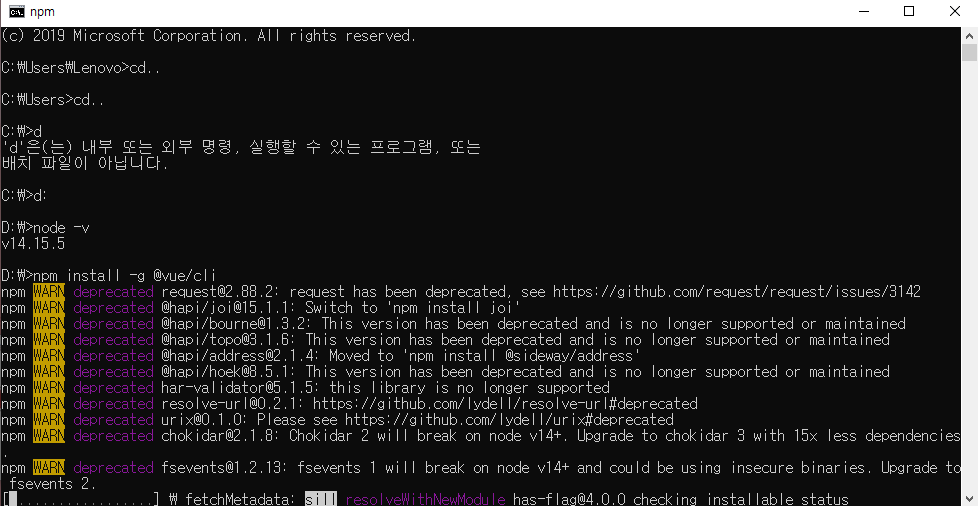 npm
(c) 2019 Microsoft Corporation. All rights reserved.
C:₩Users₩Lenovo>cd..
C:₩Users>cd..
C:₩>d
'd'은(는) 내부 또는 외부 명령, 실행할 수 있는 프로그램, 또는
배치 파일이 아닙니다.
C:₩>d:
D:₩>node -v
v14.15.5
D:₩>npm install -g @vue/cli
npm WARN deprecated request@2.88.2: request has been deprecated, see https://github.com/request/request/issues/3142
npm WARN deprecated @hapi/joi@15.1.1: Switch to 'npm install joi'
npm WARN deprecated @hapi/bourne@1.3.2: This version has been deprecated and is no longer supported or maintained
npm WARN deprecated @hapi/topo@3.1.6: This version has been deprecated and is no longer supported or maintained
npm WARN deprecated @hapi/address@2.1.4: Moved to 'npm install @sideway/address'
npm WARN deprecated @hapi/hoek@8.5.1: This version has been deprecated and is no longer supported or maintained
npm WARN deprecated har-validator@5.1.5: this library is no longer supported
npm WARN deprecated resolve-url@0.2.1: https://github.com/lydell/resolve-url#deprecated
npm WARN deprecated urix@0.1.0: Please see https://github.com/lydell/urix#deprecated
npm WARN deprecated chokidar@2.1.8: Chokidar 2 will break on node v14+. Upgrade to chokidar 3 with 15x less dependencies
.
npm WARN deprecated fsevents@1.2.13: fsevents 1 will break on node v14+ and could be using insecure binaries. Upgrade to
fsevents 2.
[ ..................] ₩ fetchMetadata: sill resolveWithNewModule has-flag@4.0.0 checking installable status